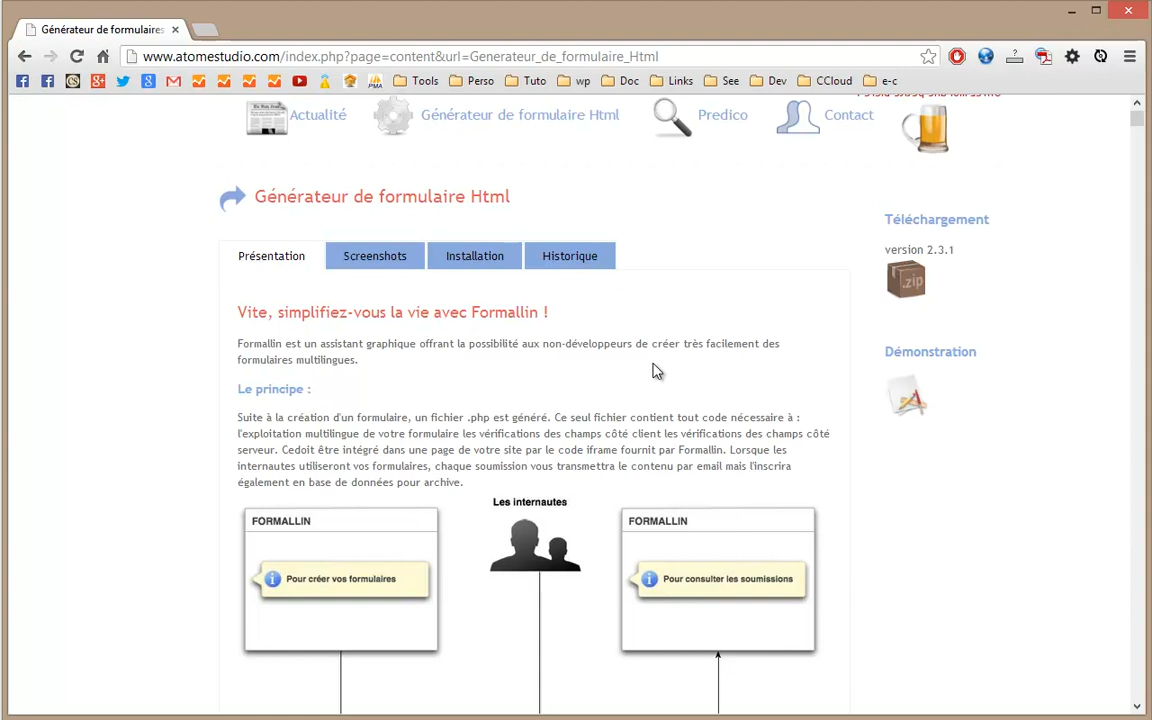 Générateur de formulaires
www.atomestudio.com/index.php?page=content&url=Generateur_de_formulaire_Html
Tools Perso Tuto wp Doc Links See Dev CCloud e-c
Actualité Générateur de formulaire Html Predico Contact
Générateur de formulaire Html
Téléchargement
version 2.3.1
.zip
Présentation Screenshots Installation Historique
Vite, simplifiez-vous la vie avec Formallin !
Formallin est un assistant graphique offrant la possibilité aux non-développeurs de créer très facilement des
formulaires multilingues.
Démonstration
Le principe :
Suite à la création d'un formulaire, un fichier .php est généré. Ce seul fichier contient tout code nécessaire à :
l'exploitation multilingue de votre formulaire les vérifications des champs côté client les vérifications des champs côté
serveur. Cedoit être intégré dans une page de votre site par le code iframe fournit par Formallin. Lorsque les
internautes utiliseront vos formulaires, chaque soumission vous transmettra le contenu par email mais l'inscrira
également en base de données pour archive.
Les internautes
FORMALLIN
Pour créer vos formulaires
FORMALLIN
Pour consulter les soumissions